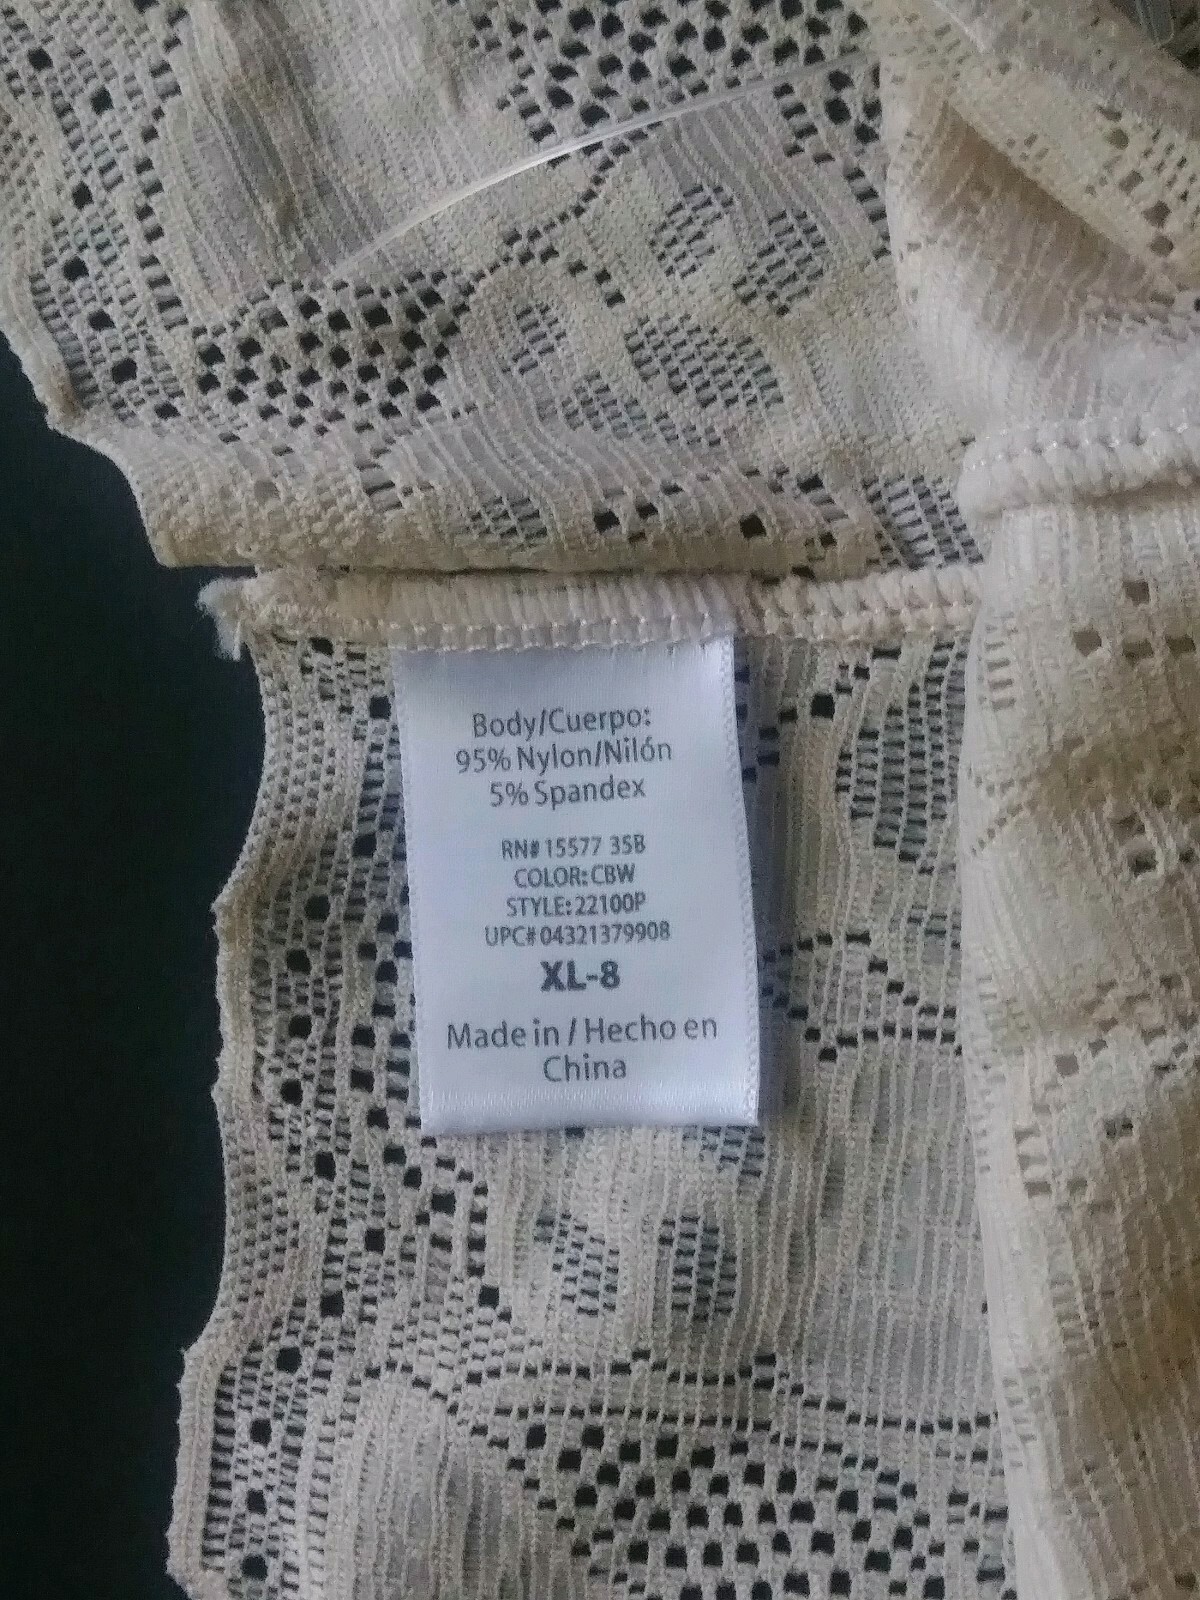 Body/Cuerpo:
95% Nylon/Nilón
5% Spandex
RN# 15577 35B
COLOR: CBW
STYLE: 22100P
UPC# 04321379908
XL-8
Made in / Hecho en
China